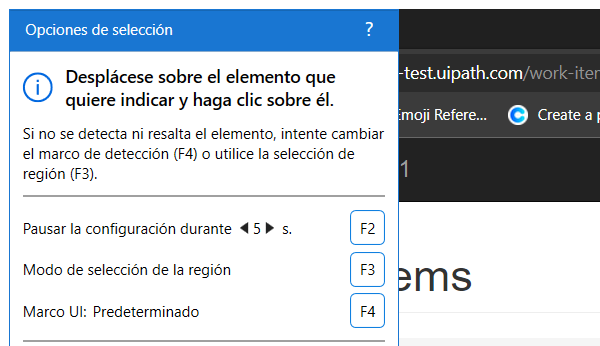 Opciones de selección ?
Desplácese sobre el elemento que
quiere indicar y haga clic sobre él.
Si no se detecta ni resalta el elemento, intente cambiar
el marco de detección (F4) o utilice la selección de
región (F3).
Pausar la configuración durante 5 s. F2
Modo de selección de la región F3
Marco UI: Predeterminado F4
-test.uipath.com/work-item
Emoji Refere... Create a p
1
ems